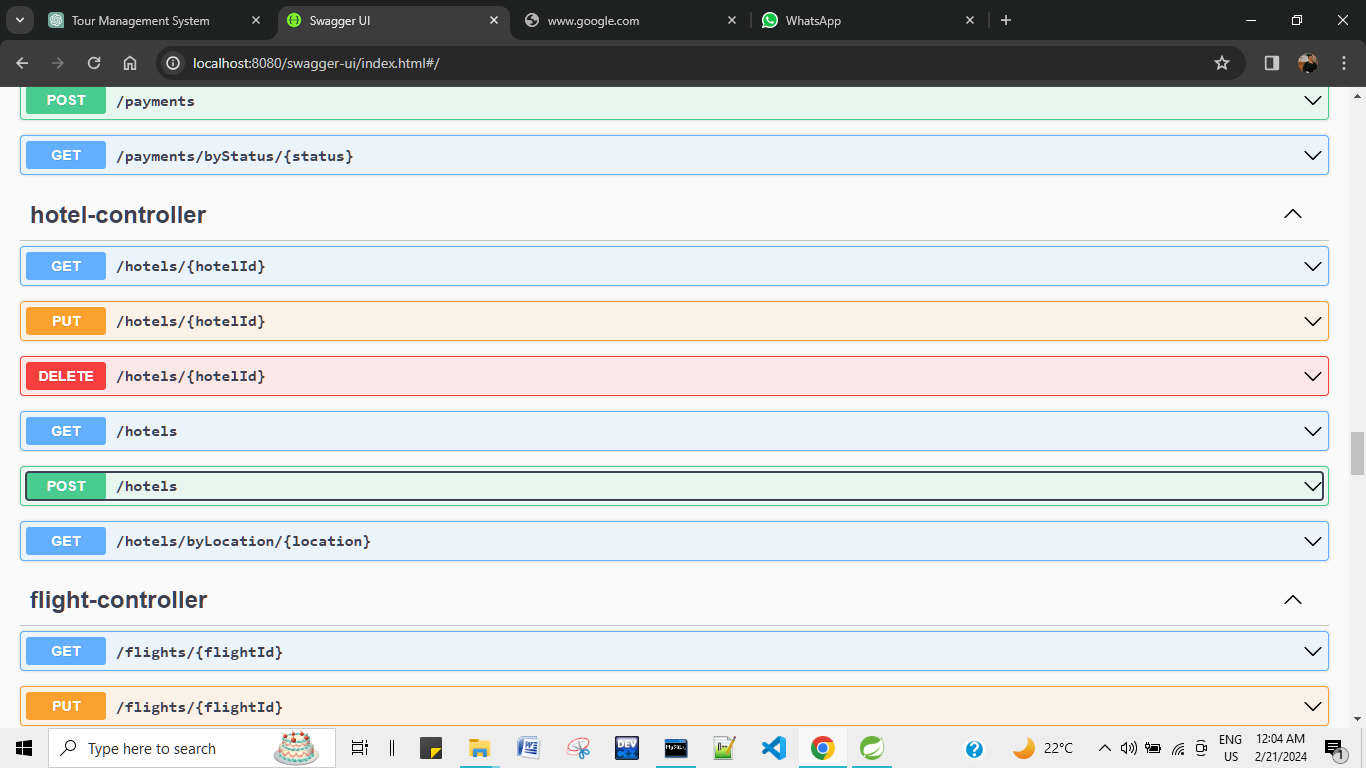 Tour Management System
Swagger UI
www.google.com
WhatsApp
localhost:8080/swagger-ui/index.html#/
POST /payments
GET /payments/byStatus/{status}
hotel-controller
GET /hotels/{hotelId}
PUT /hotels/{hotelId}
DELETE /hotels/{hotelId}
GET /hotels
POST /hotels
GET /hotels/byLocation/{location}
flight-controller
GET /flights/{flightId}
PUT /flights/{flightId}
Type here to search
DEV
MySQL
22°C
ENG
US
12:04 AM
2/21/2024
1